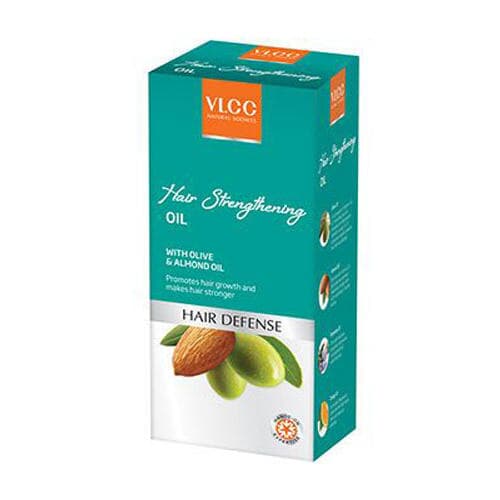 Hair Strengthening
OIL
VLCC
NATURAL SCIENCES
Hair Strengthening
OIL
WITH OLIVE
& ALMOND OIL
Promotes hair growth and
makes hair stronger
HAIR DEFENSE